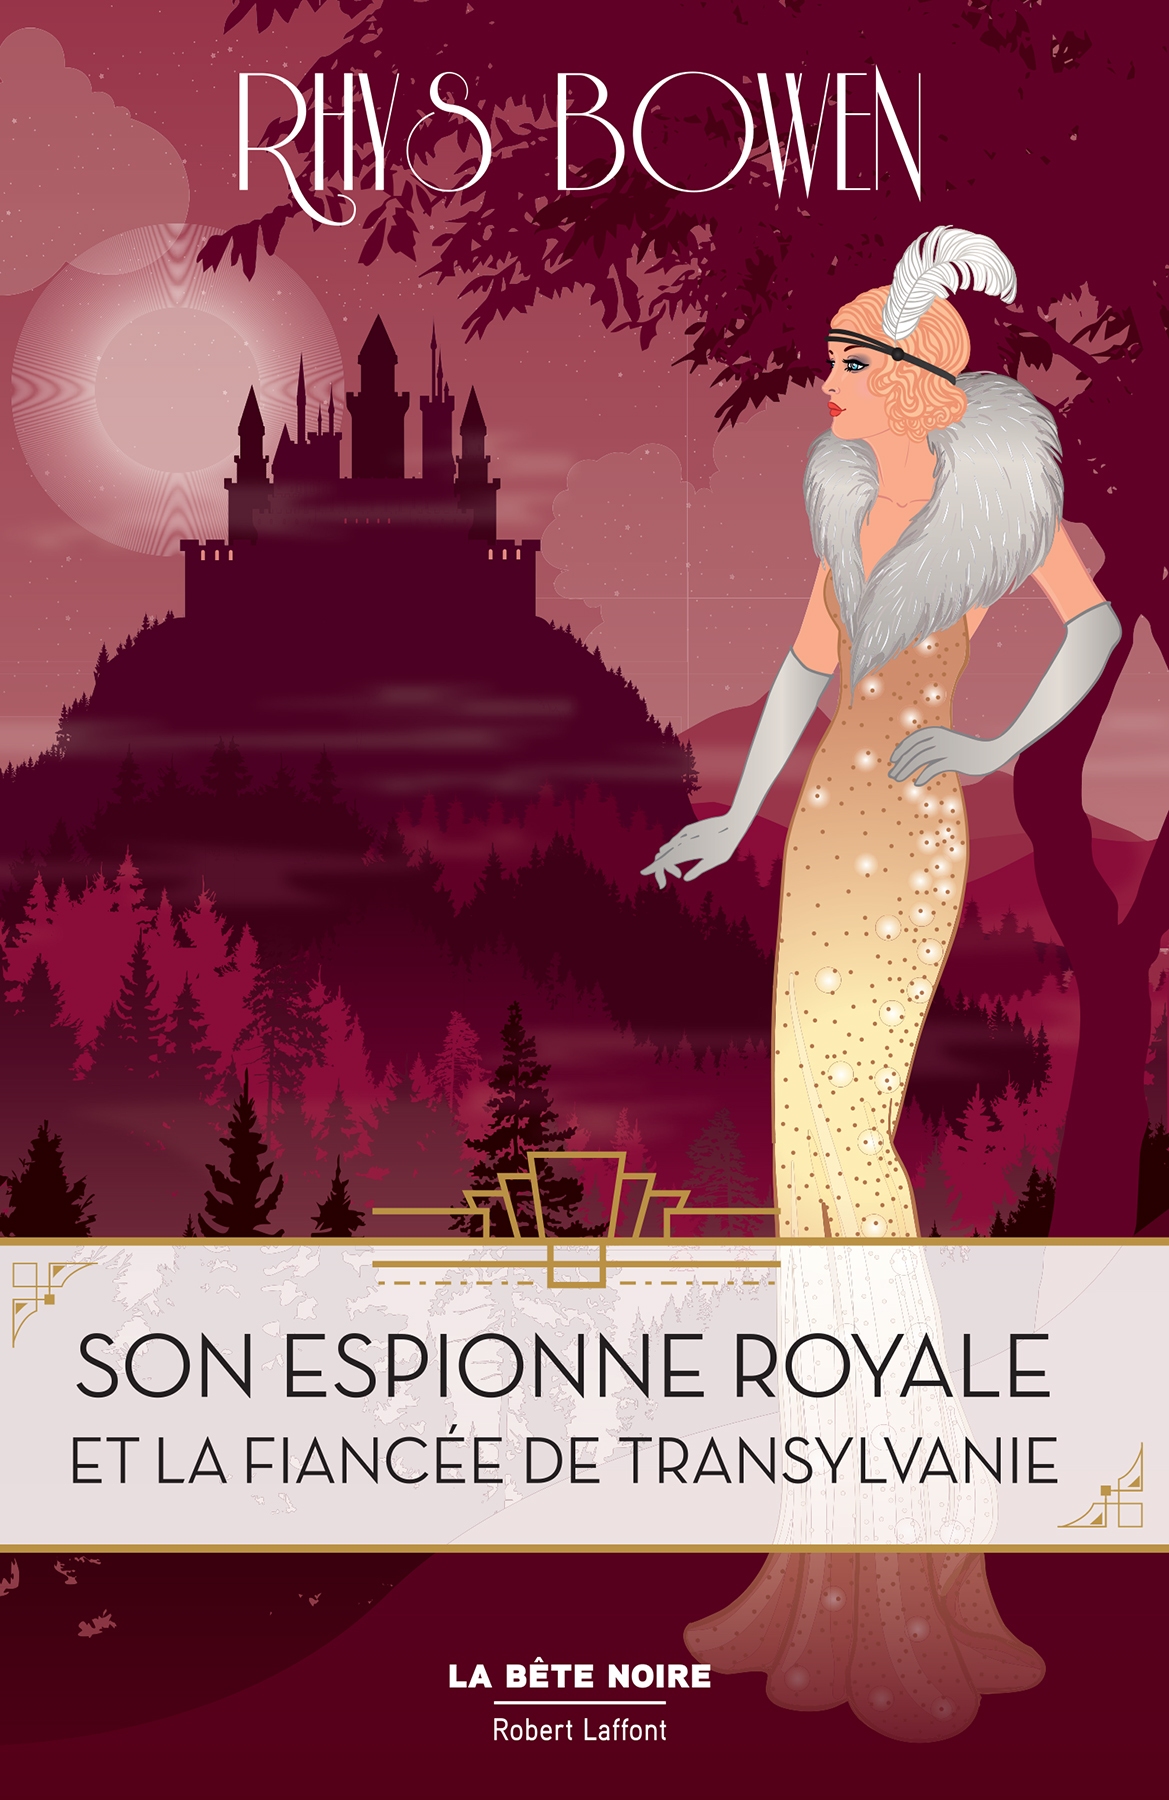 RHYS BOWEN
SON ESPIONNE ROYALE
ET LA FIANCÉE DE TRANSYLVANIE
LA BÊTE NOIRE
Robert Laffont